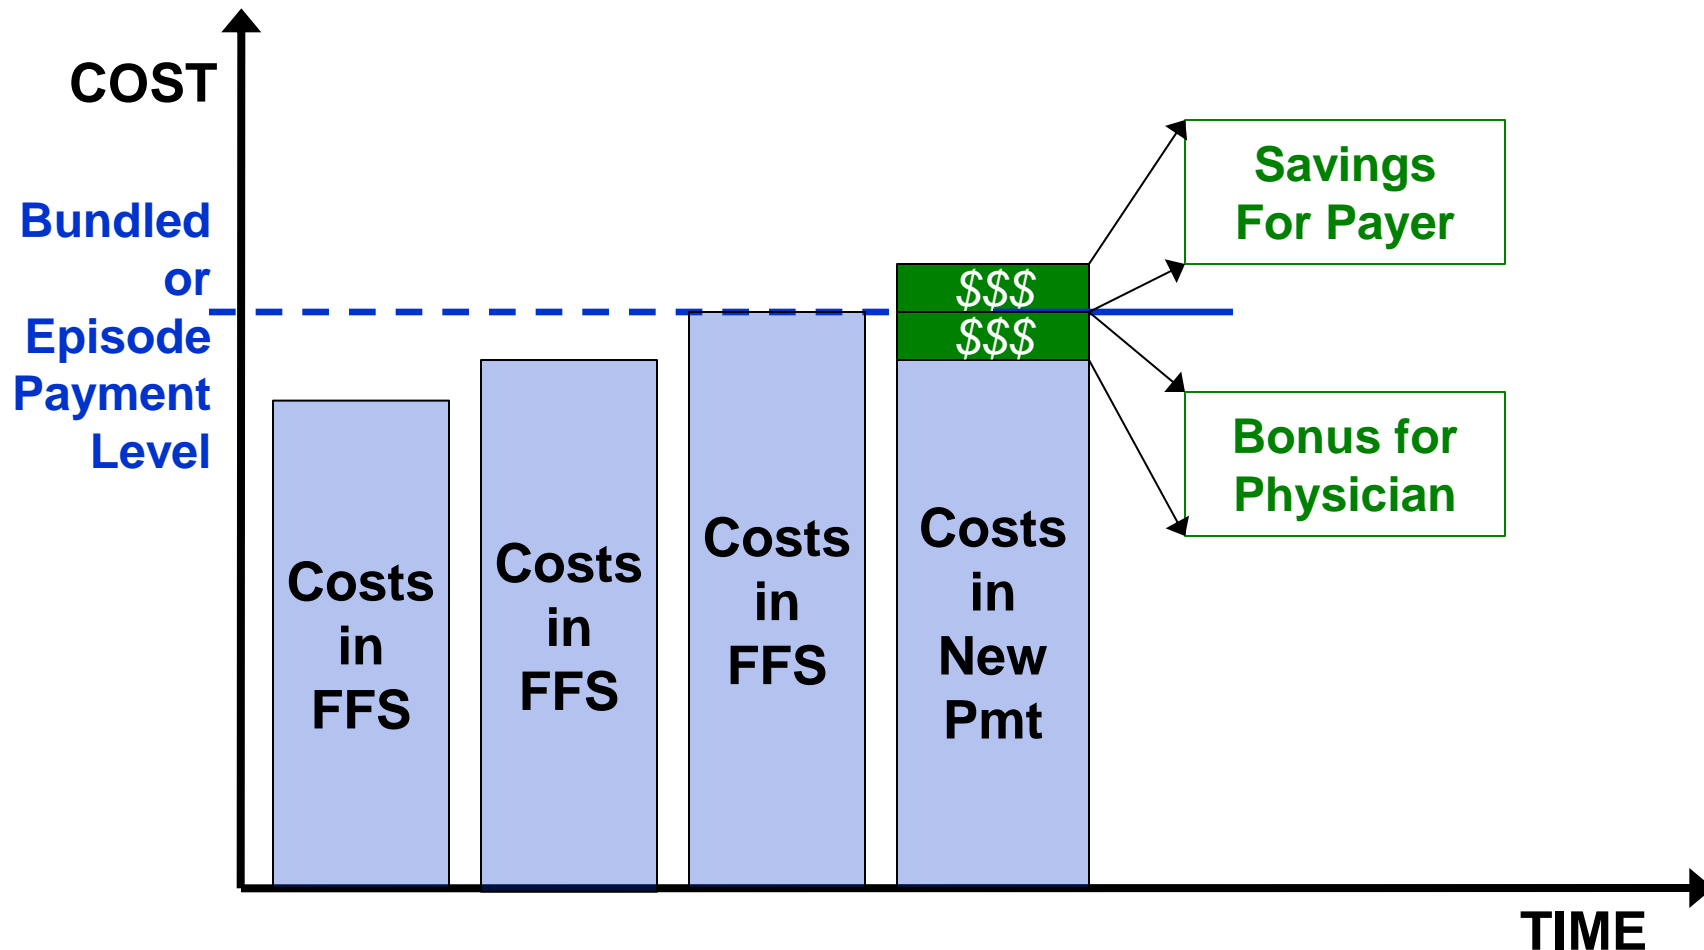 COST
Bundled
or
Episode
Payment
Level
Costs
in
FFS
Costs
in
FFS
Costs
in
FFS
$$$
$$$
Costs
in
New
Pmt
Savings
For Payer
Bonus for
Physician
TIME